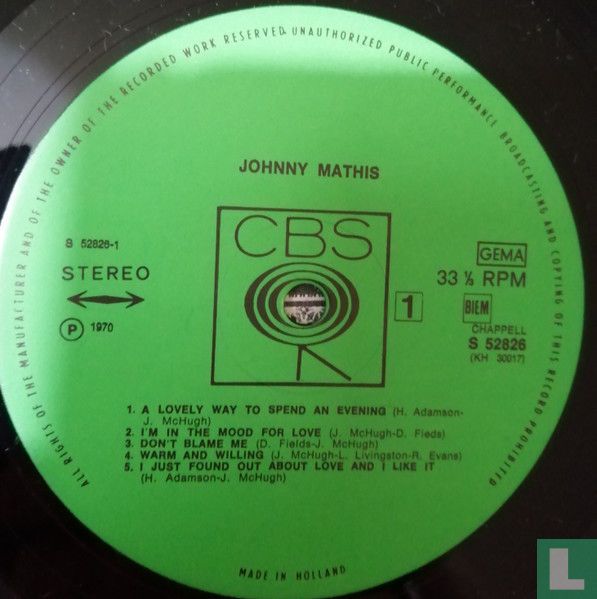 ALL RIGHTS OF THE MANUFACTURER AND OF THE OWNER OF THE RECORDED WORK RESERVED. UNAUTHORIZED PUBLIC PERFORMANCE BROADCASTING AND COPYING OF THIS RECORD PROHIBITED
JOHNNY MATHIS
CBS
S 52826-1
STEREO
P 1970
GEMA
33 ⅓ RPM
1
BIEM
CHAPPELL
S 52826
(KH 30017)
1. A LOVELY WAY TO SPEND AN EVENING (H. Adamson-
J. McHugh)
2. I'M IN THE MOOD FOR LOVE (J. McHugh-D. Fieds)
3. DON'T BLAME ME (D. Fields-J. McHugh)
4. WARM AND WILLING (J. McHugh-L. Livingston-R. Evans)
5. I JUST FOUND OUT ABOUT LOVE AND I LIKE IT
(H. Adamson-J. McHugh)
MADE IN HOLLAND
L